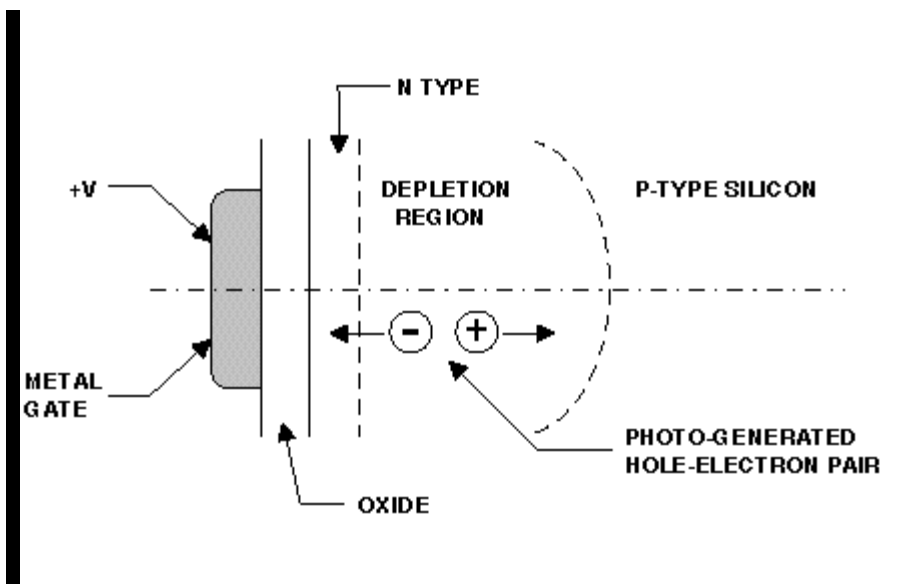 N TYPE
+V
DEPLETION
REGION
P-TYPE SILICON
-
+
METAL
GATE
PHOTO-GENERATED
HOLE-ELECTRON PAIR
OXIDE